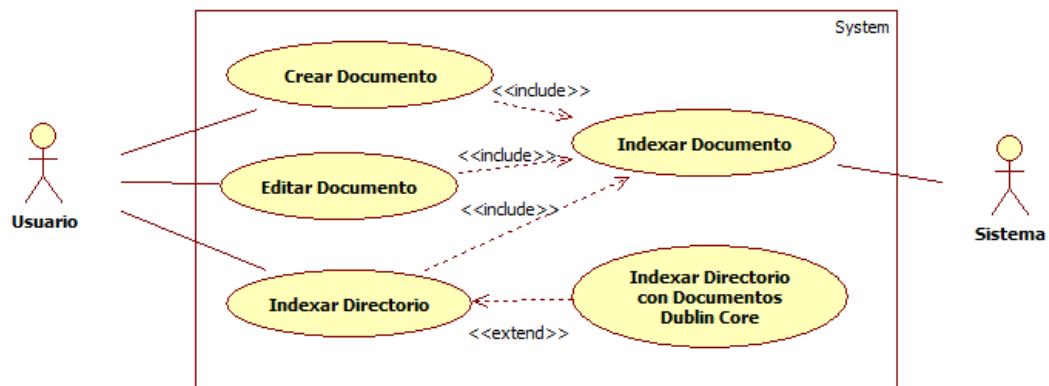 System
Crear Documento
<<include>>
Indexar Documento
<<include>>
Editar Documento
Usuario
<<include>>
Sistema
Indexar Directorio
Indexar Directorio
con Documentos
Dublin Core
<<extend>>